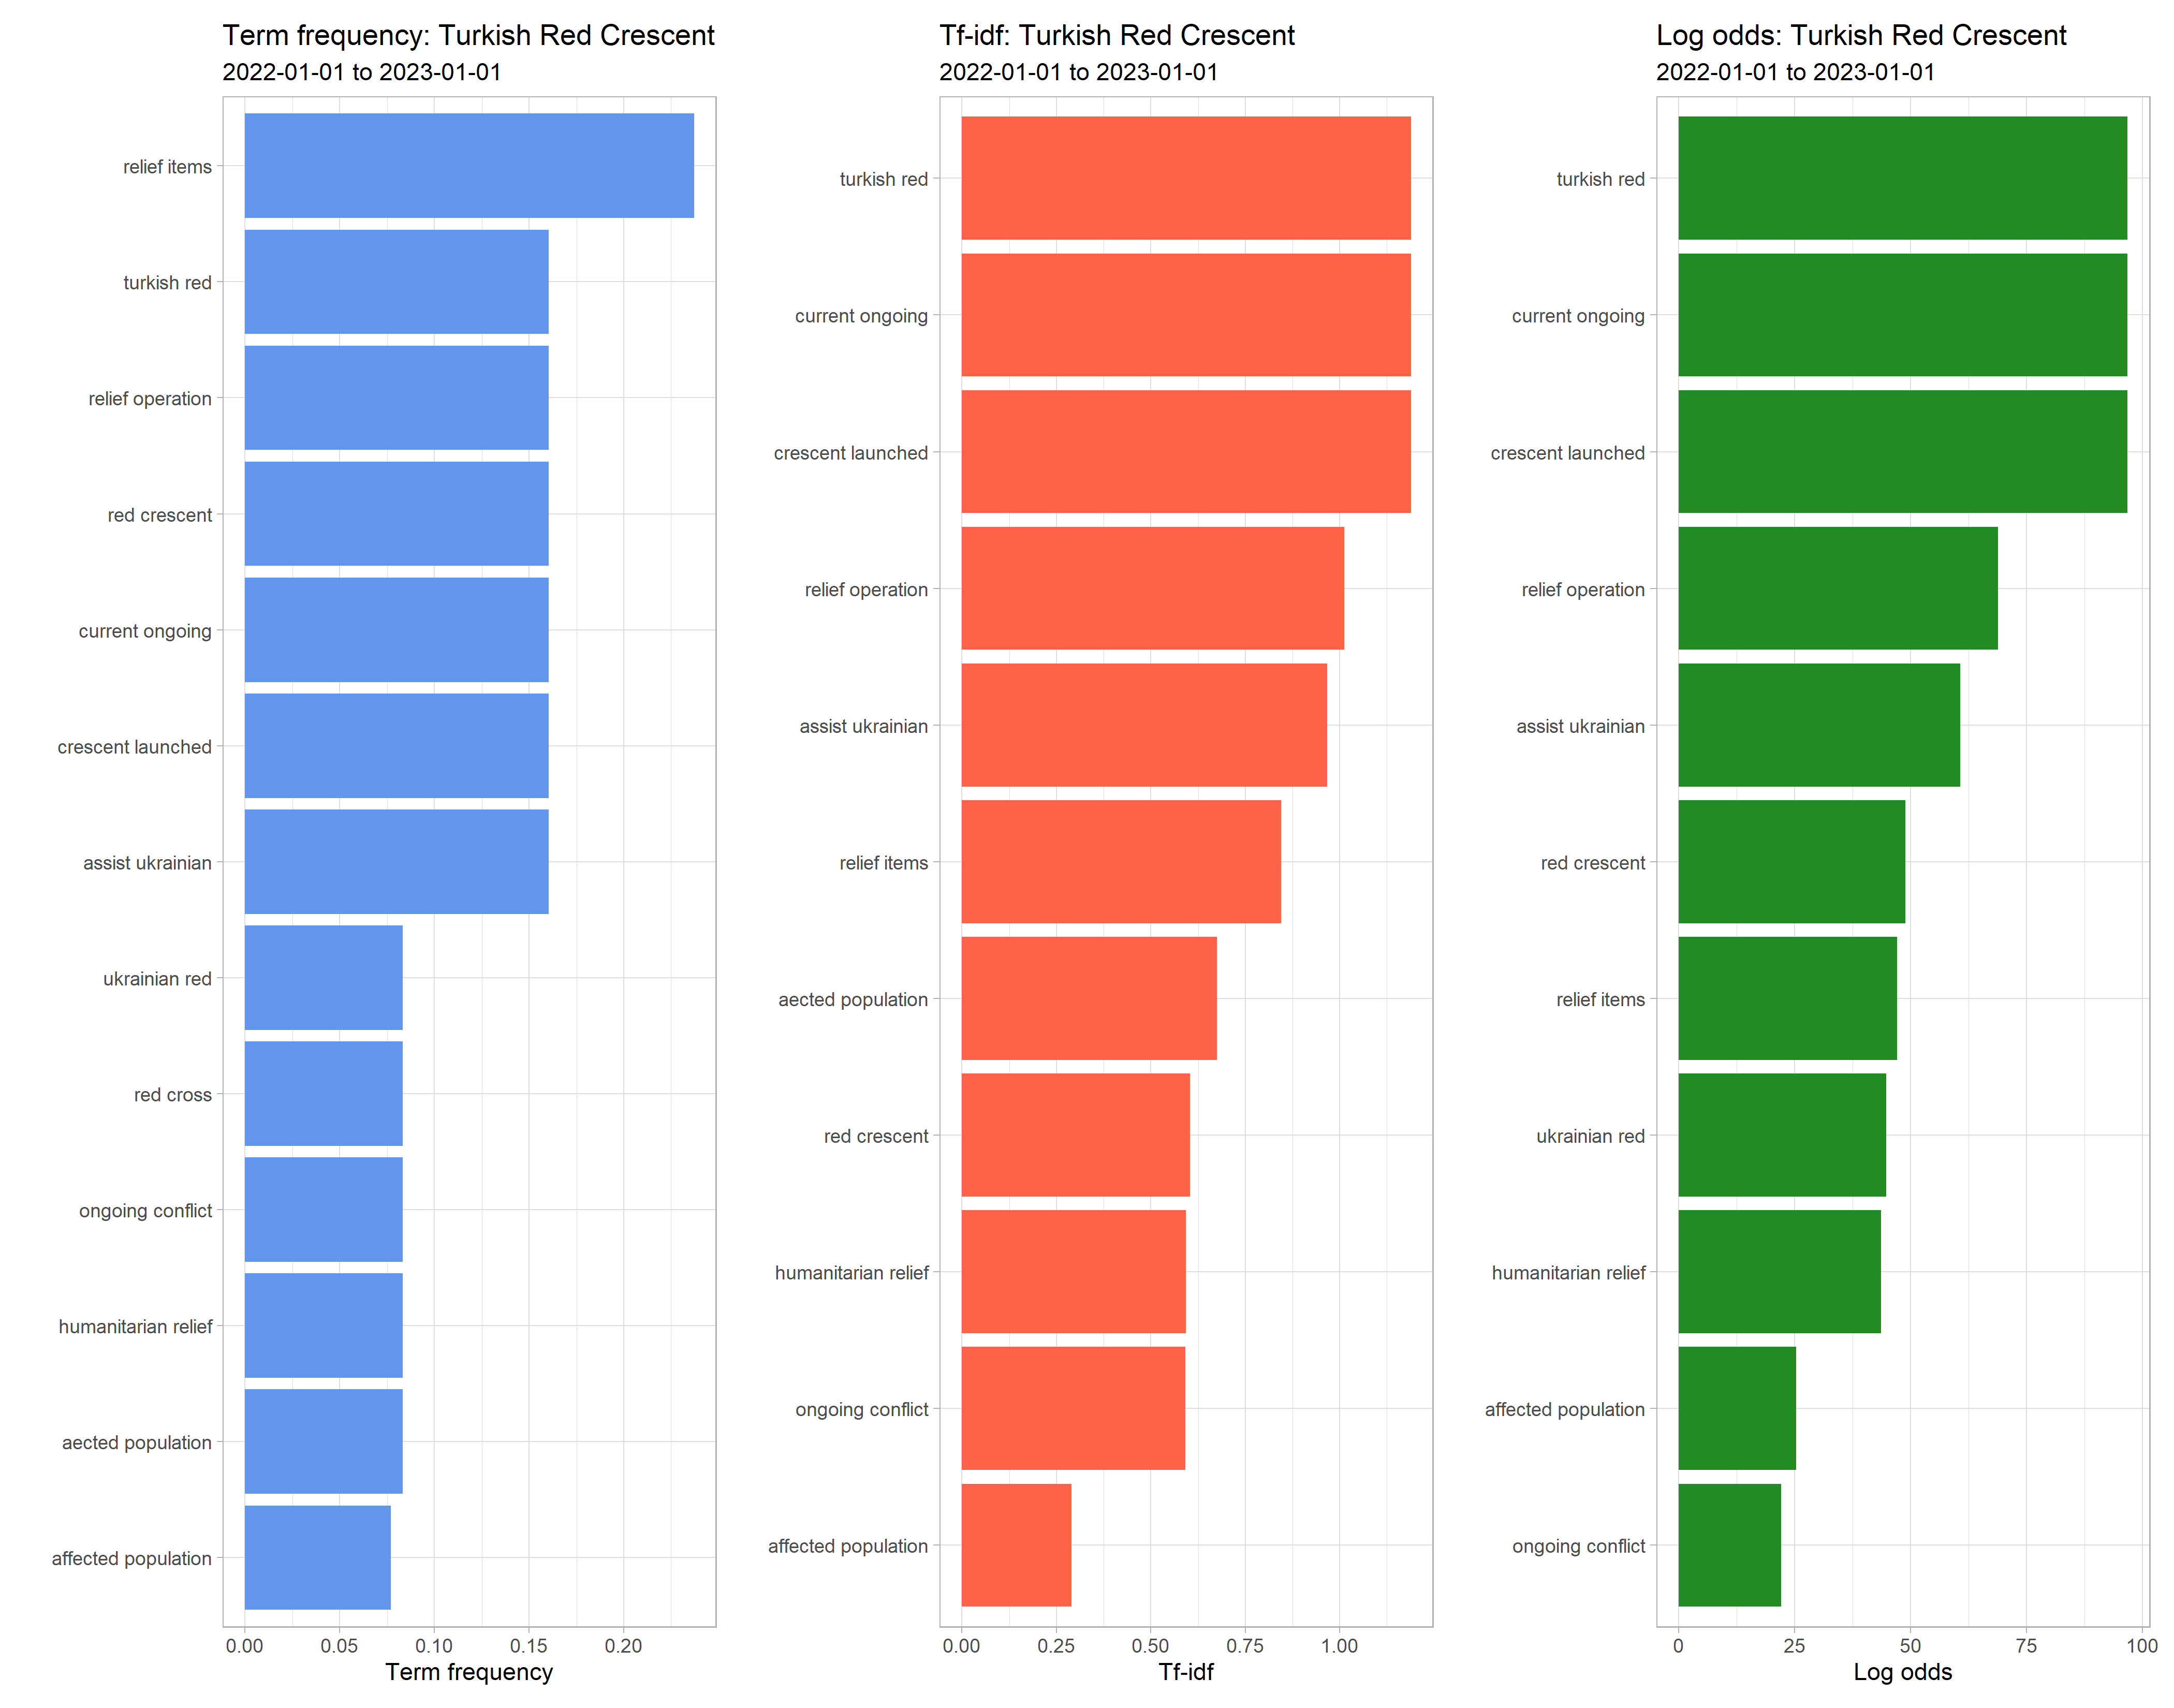 Term frequency: Turkish Red Crescent
2022-01-01 to 2023-01-01
relief items
turkish red
relief operation
red crescent
current ongoing
crescent launched
assist ukrainian
ukrainian red
red cross
ongoing conflict
humanitarian relief
aected population
affected population
0.00 0.05 0.10 0.15 0.20
Term frequency
Tf-idf: Turkish Red Crescent
2022-01-01 to 2023-01-01
turkish red
current ongoing
crescent launched
relief operation
assist ukrainian
relief items
aected population
red crescent
humanitarian relief
ongoing conflict
affected population
0.00 0.25 0.50 0.75 1.00
Tf-idf
Log odds: Turkish Red Crescent
2022-01-01 to 2023-01-01
turkish red
current ongoing
crescent launched
relief operation
assist ukrainian
red crescent
relief items
ukrainian red
humanitarian relief
affected population
ongoing conflict
0 25 50 75 100
Log odds